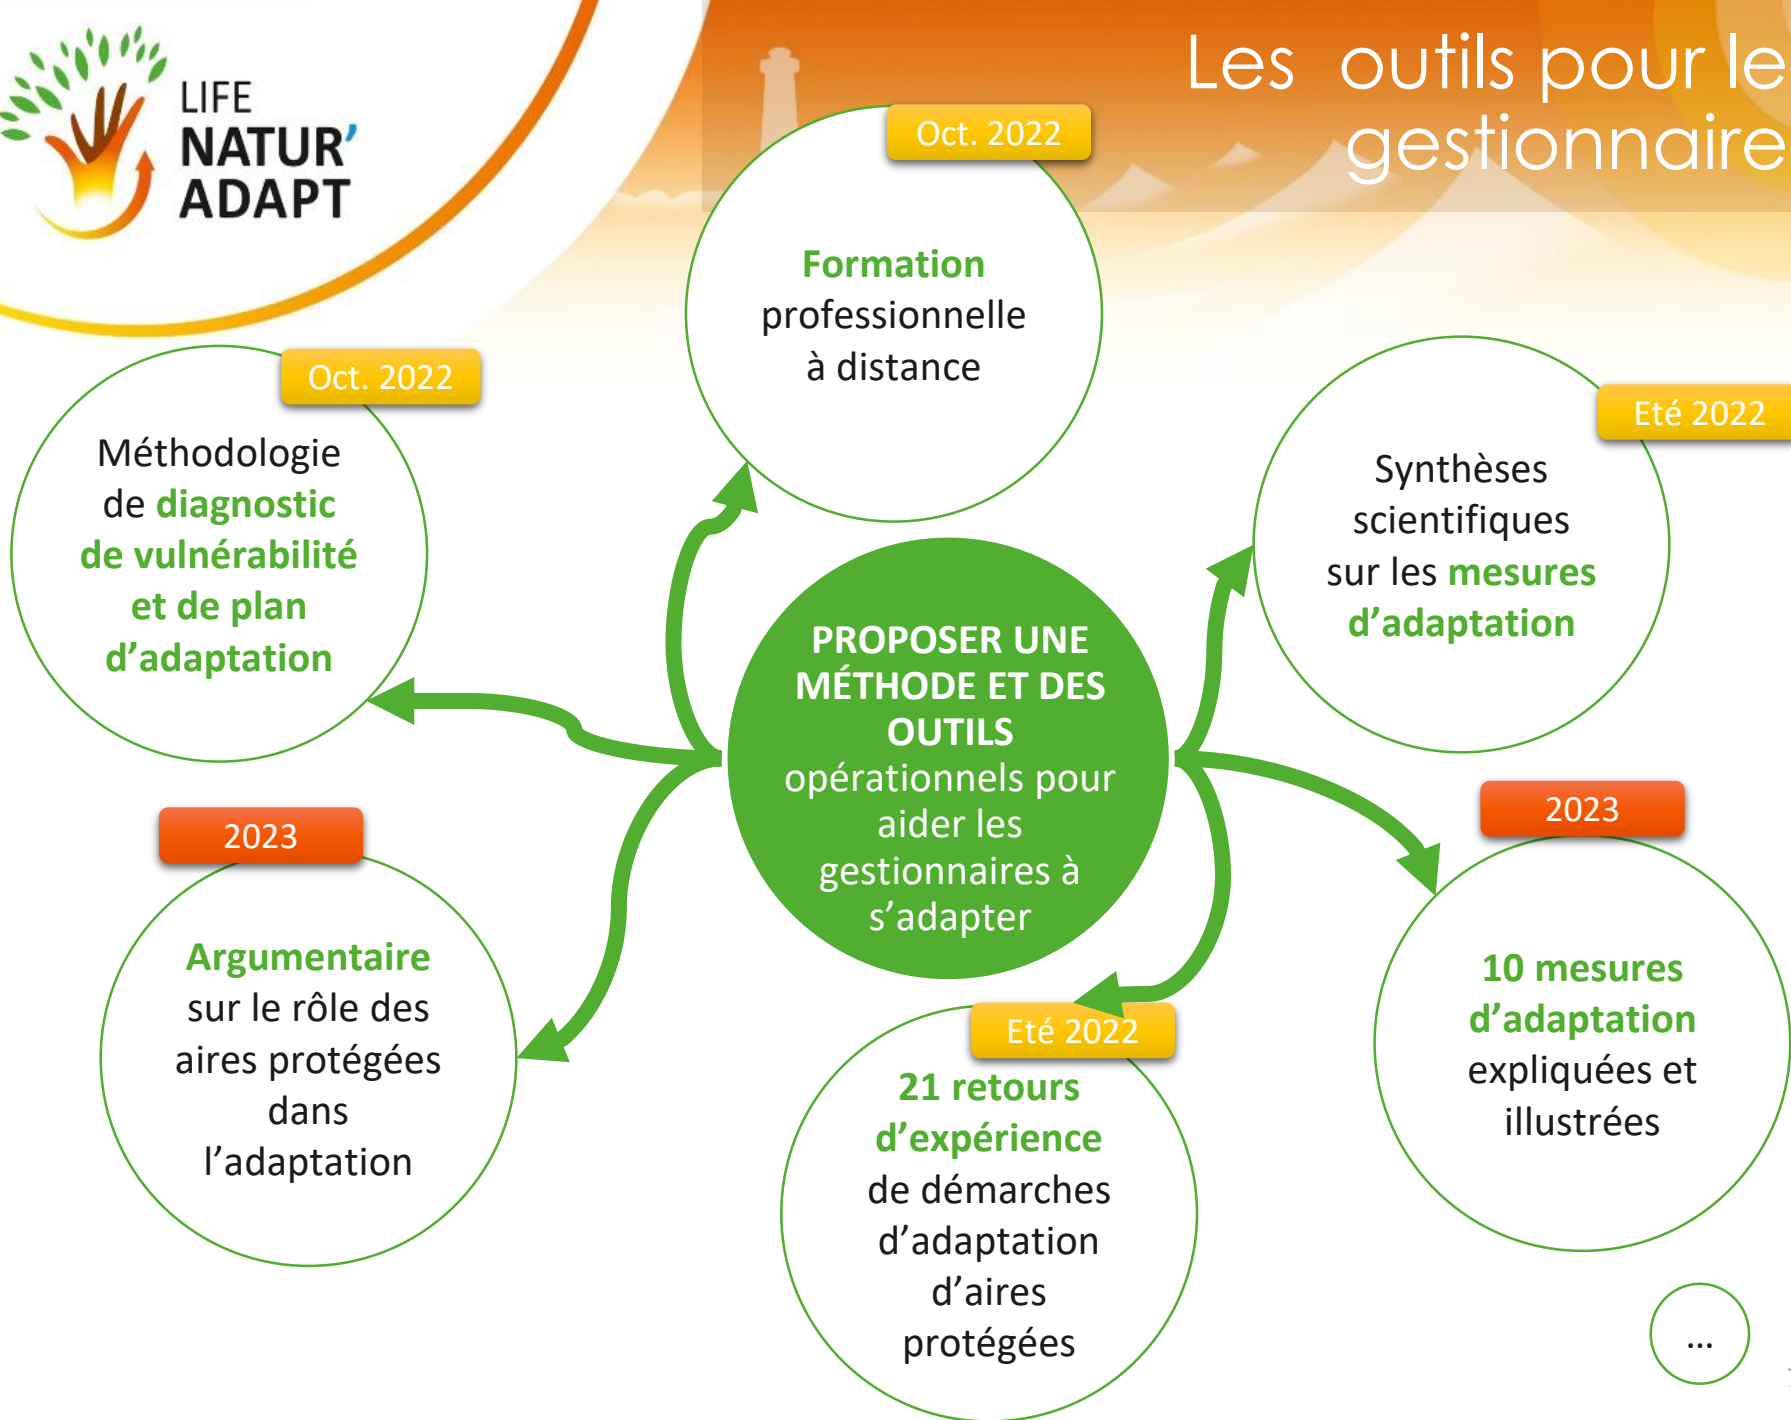 LIFE
NATUR'
ADAPT
Les outils pour le
gestionnaire
Oct. 2022
Formation
professionnelle
à distance
Oct. 2022
Méthodologie
de diagnostic
de vulnérabilité
et de plan
d’adaptation
Eté 2022
Synthèses
scientifiques
sur les mesures
d’adaptation
PROPOSER UNE
MÉTHODE ET DES
OUTILS
opérationnels pour
aider les
gestionnaires à
s’adapter
2023
Argumentaire
sur le rôle des
aires protégées
dans
l’adaptation
Eté 2022
21 retours
d’expérience
de démarches
d’adaptation
d’aires
protégées
2023
10 mesures
d’adaptation
expliquées et
illustrées
...